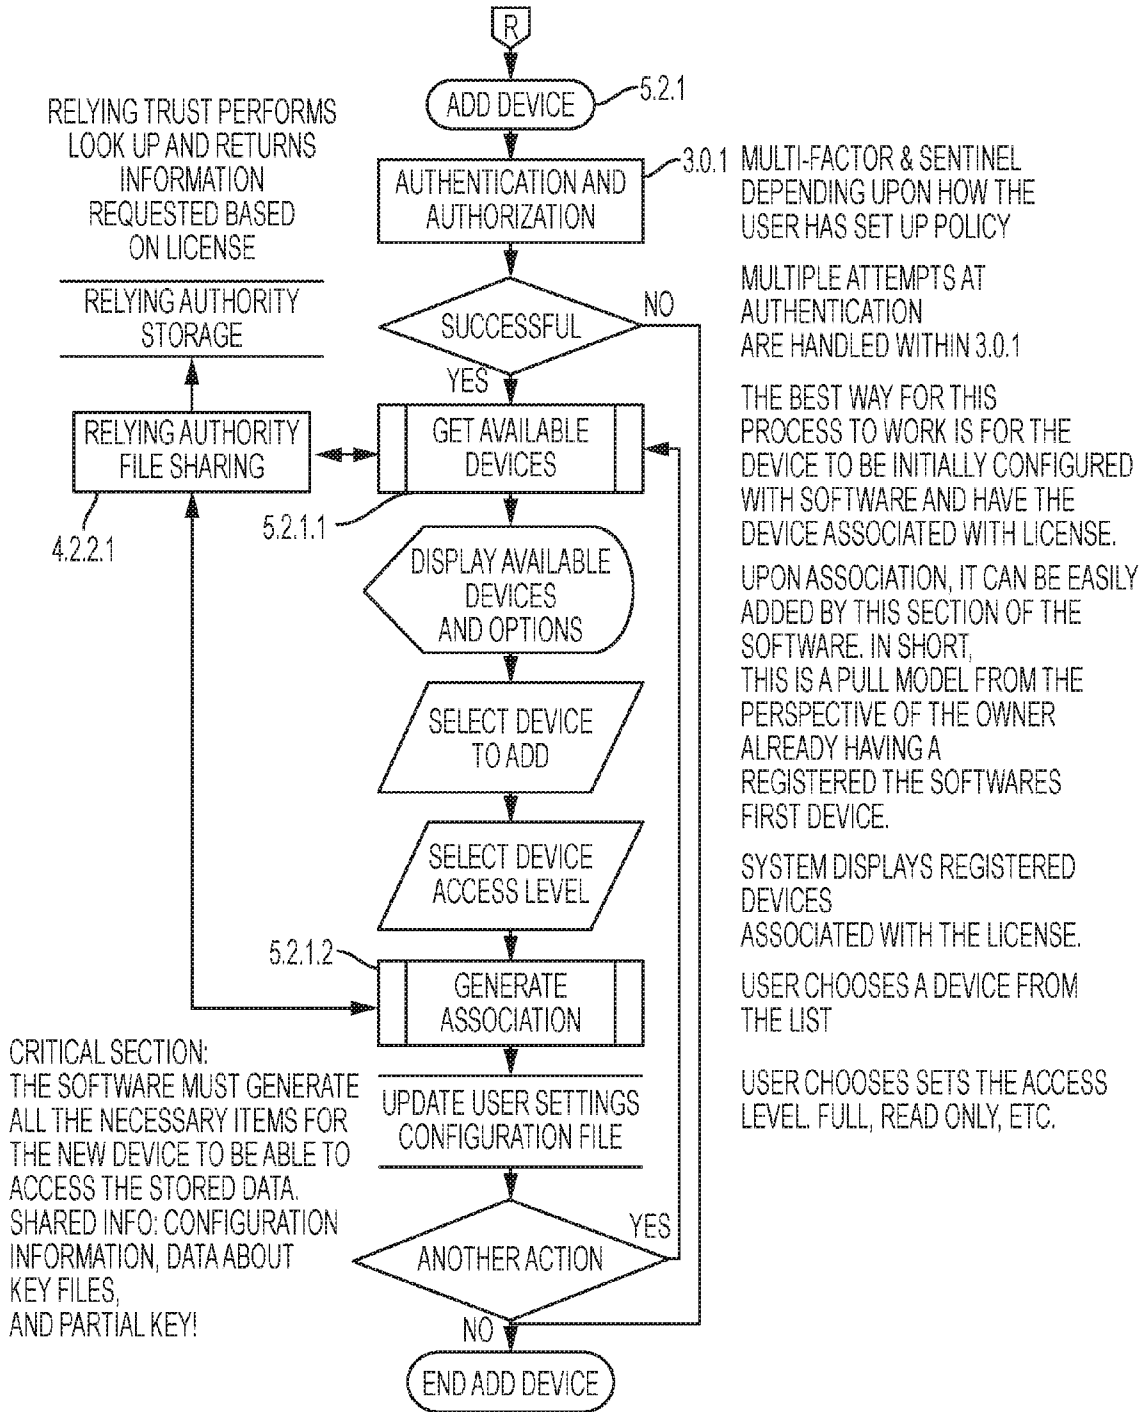 R
ADD DEVICE
5.2.1
RELYING TRUST PERFORMS
LOOK UP AND RETURNS
INFORMATION
REQUESTED BASED
ON LICENSE
AUTHENTICATION AND
AUTHORIZATION
3.0.1
MULTI-FACTOR & SENTINEL
DEPENDING UPON HOW THE
USER HAS SET UP POLICY
RELYING AUTHORITY
STORAGE
SUCCESSFUL
NO
YES
MULTIPLE ATTEMPTS AT
AUTHENTICATION
ARE HANDLED WITHIN 3.0.1
RELYING AUTHORITY
FILE SHARING
4.2.2.1
GET AVAILABLE
DEVICES
5.2.1.1
THE BEST WAY FOR THIS
PROCESS TO WORK IS FOR THE
DEVICE TO BE INITIALLY CONFIGURED
WITH SOFTWARE AND HAVE THE
DEVICE ASSOCIATED WITH LICENSE.
DISPLAY AVAILABLE
DEVICES
AND OPTIONS
UPON ASSOCIATION, IT CAN BE EASILY
ADDED BY THIS SECTION OF THE
SOFTWARE. IN SHORT,
THIS IS A PULL MODEL FROM THE
PERSPECTIVE OF THE OWNER
ALREADY HAVING A
REGISTERED THE SOFTWARES
FIRST DEVICE.
SELECT DEVICE
TO ADD
SELECT DEVICE
ACCESS LEVEL
SYSTEM DISPLAYS REGISTERED
DEVICES
ASSOCIATED WITH THE LICENSE.
5.2.1.2
GENERATE
ASSOCIATION
USER CHOOSES A DEVICE FROM
THE LIST
CRITICAL SECTION:
THE SOFTWARE MUST GENERATE
ALL THE NECESSARY ITEMS FOR
THE NEW DEVICE TO BE ABLE TO
ACCESS THE STORED DATA.
SHARED INFO: CONFIGURATION
INFORMATION, DATA ABOUT
KEY FILES,
AND PARTIAL KEY!
UPDATE USER SETTINGS
CONFIGURATION FILE
USER CHOOSES SETS THE ACCESS
LEVEL. FULL, READ ONLY, ETC.
ANOTHER ACTION
YES
NO
END ADD DEVICE